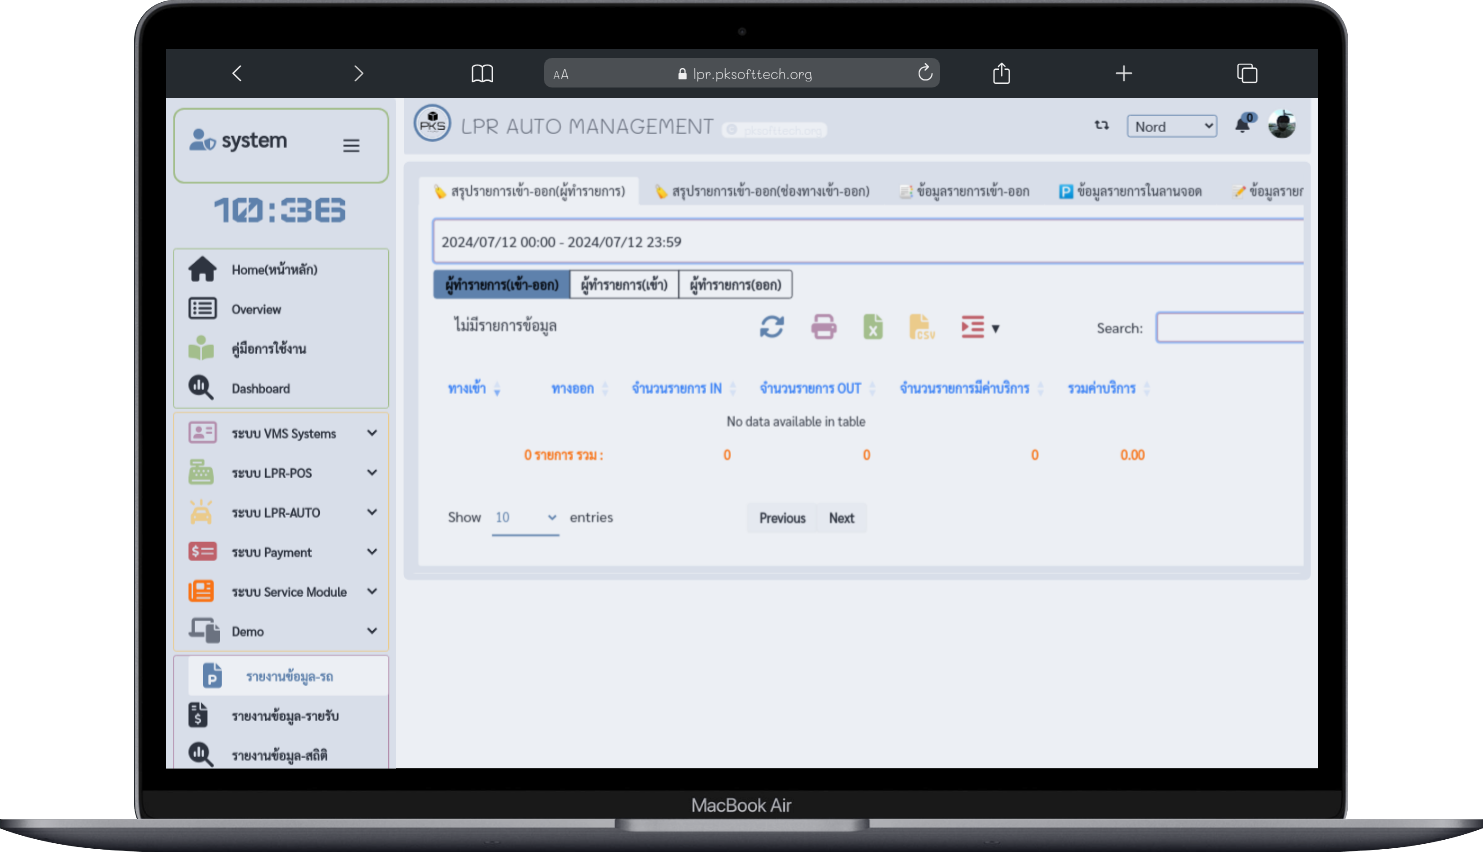 AA lpr.pksofttech.org
system
10:36
Home(หน้าหลัก)
Overview
คู่มือการใช้งาน
Dashboard
ระบบ VMS Systems
ระบบ LPR-POS
ระบบ LPR-AUTO
ระบบ Payment
ระบบ Service Module
Demo
รายงานข้อมูล-รถ
รายงานข้อมูล-รายรับ
รายงานข้อมูล-สถิติ
PKS LPR AUTO MANAGEMENT pksofttech.org
Nord 0
สรุปรายการเข้า-ออก(ผู้ทำรายการ) สรุปรายการเข้า-ออก(ช่องทางเข้า-ออก) ข้อมูลรายการเข้า-ออก P ข้อมูลรายการในลานจอด ข้อมูลรายก
2024/07/12 00:00 - 2024/07/12 23:59
ผู้ทำรายการ(เข้า-ออก) ผู้ทำรายการ(เข้า) ผู้ทำรายการ(ออก)
ไม่มีรายการข้อมูล X CSV Search:
ทางเข้า ทางออก จำนวนรายการ IN จำนวนรายการ OUT จำนวนรายการมีค่าบริการ รวมค่าบริการ
No data available in table
0 รายการ รวม : 0 0 0 0.00
Show 10 entries Previous Next
MacBook Air